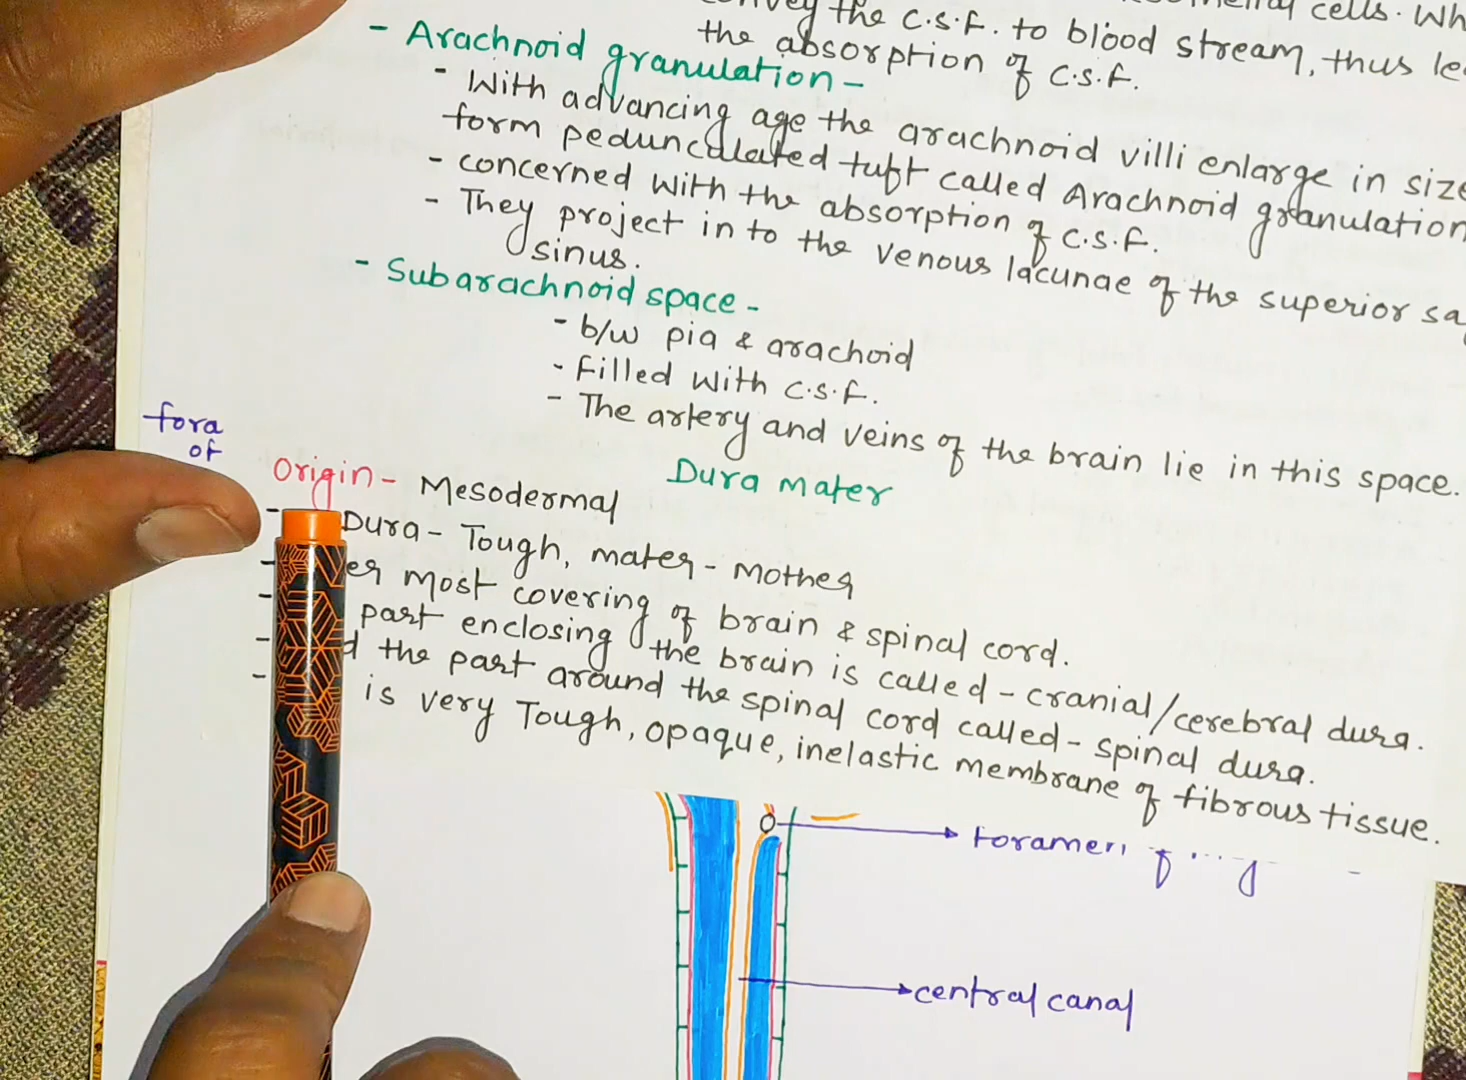 the C.S.F. to blood stream, thus
the absorption of C.S.F.
- Arachnoid granulation -
- With advancing age the arachnoid villi enlarge in size
form pedunculated tuft called Arachnoid granulation
- concerned with the absorption of C.S.F.
- They project in to the venous lacunae of the superior
sinus.
- Subarachnoid space -
- b/w pia & arachoid
- Filled with C.S.F.
- The artery and veins of the brain lie in this space.
Dura mater
fora
of
Origin - Mesodermal
- Dura - Tough, mater - Mother
- er most covering of brain & spinal cord.
- part enclosing the brain is called - cranial/cerebral dura.
- d the part around the spinal cord called - spinal dura.
- is very Tough, opaque, inelastic membrane of fibrous tissue.
Foramen of
central canal